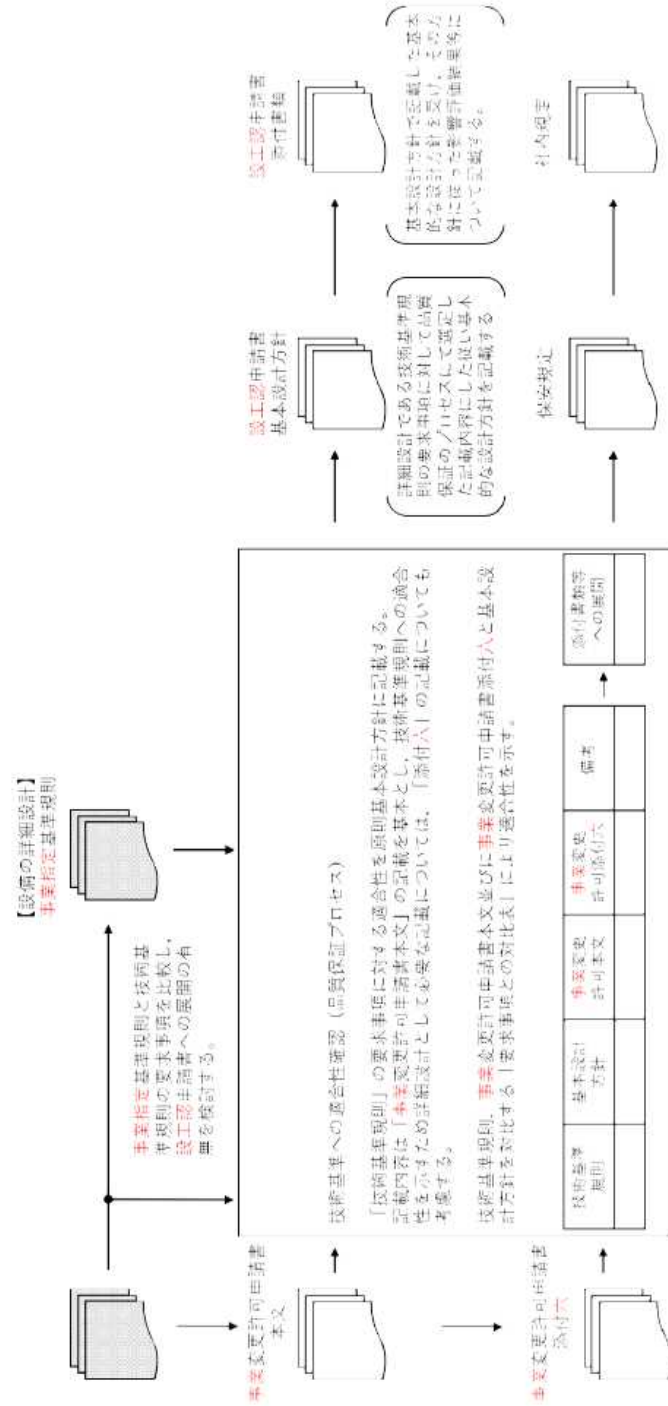 【設備の詳細設計】
事業指定基準規則
事業指定基準規則と技術基
準規則の要求事項を比較し、
設工認申請書への展開の有
無を検討する。
事業変更許可申請書
本文
事業変更許可申請書
添付六
技術基準への適合性確認（品質保証プロセス）
「技術基準規則」の要求事項に対する適合性を原則基本設計方針に記載する。
記載内容は「事業変更許可申請書本文」の記載を基本とし、技術基準規則への適合
性を示すため詳細設計として必要な記載については、「添付六」の記載についても
考慮する。
技術基準規則、事業変更許可申請書本文並びに事業変更許可申請書添付六と基本設
計方針を対比する「要求事項との対比表」により適合性を示す。
技術基準
規則
基本設計
方針
事業変更
許可本文
事業変更
許可添付六
備考
添付書類等
への展開
設工認申請書
基本設計方針
詳細設計である技術基準規
則の要求事項に対して品質
保証のプロセスにて選定し
た記載内容にした従い基本
的な設計方針を記載する
設工認申請書
添付書類
基本設計方針で記載した基本
的な設計方針を受け、その方
針に従った影響評価結果等に
ついて記載する。
保安規定
社内規定